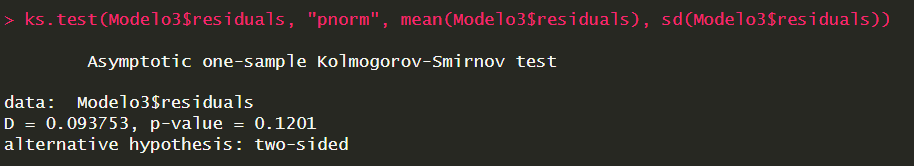 > ks.test(Modelo3$residuals, "pnorm", mean(Modelo3$residuals), sd(Modelo3$residuals))
Asymptotic one-sample Kolmogorov-Smirnov test
data:  Modelo3$residuals
D = 0.093753, p-value = 0.1201
alternative hypothesis: two-sided